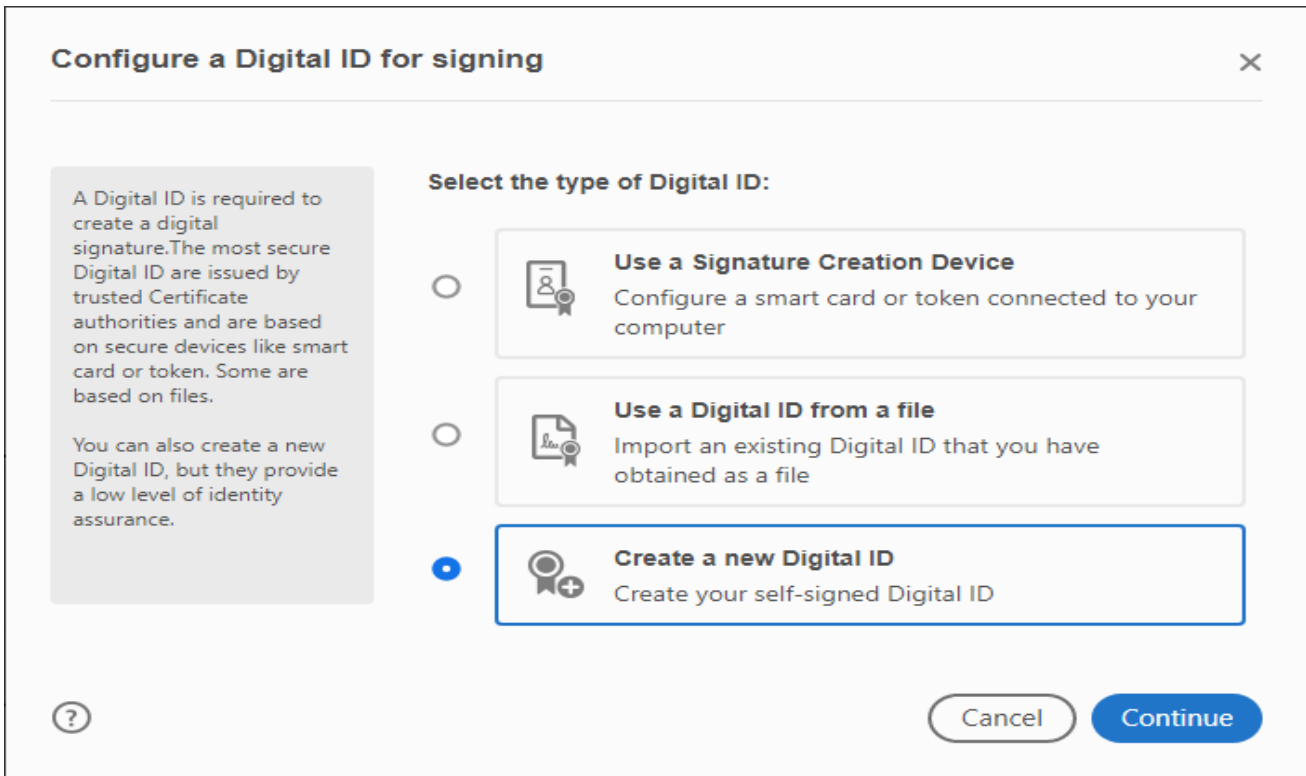 Configure a Digital ID for signing
A Digital ID is required to
create a digital
signature.The most secure
Digital ID are issued by
trusted Certificate
authorities and are based
on secure devices like smart
card or token. Some are
based on files.
You can also create a new
Digital ID, but they provide
a low level of identity
assurance.
Select the type of Digital ID:
Use a Signature Creation Device
Configure a smart card or token connected to your
computer
Use a Digital ID from a file
Import an existing Digital ID that you have
obtained as a file
Create a new Digital ID
Create your self-signed Digital ID
?
Cancel
Continue